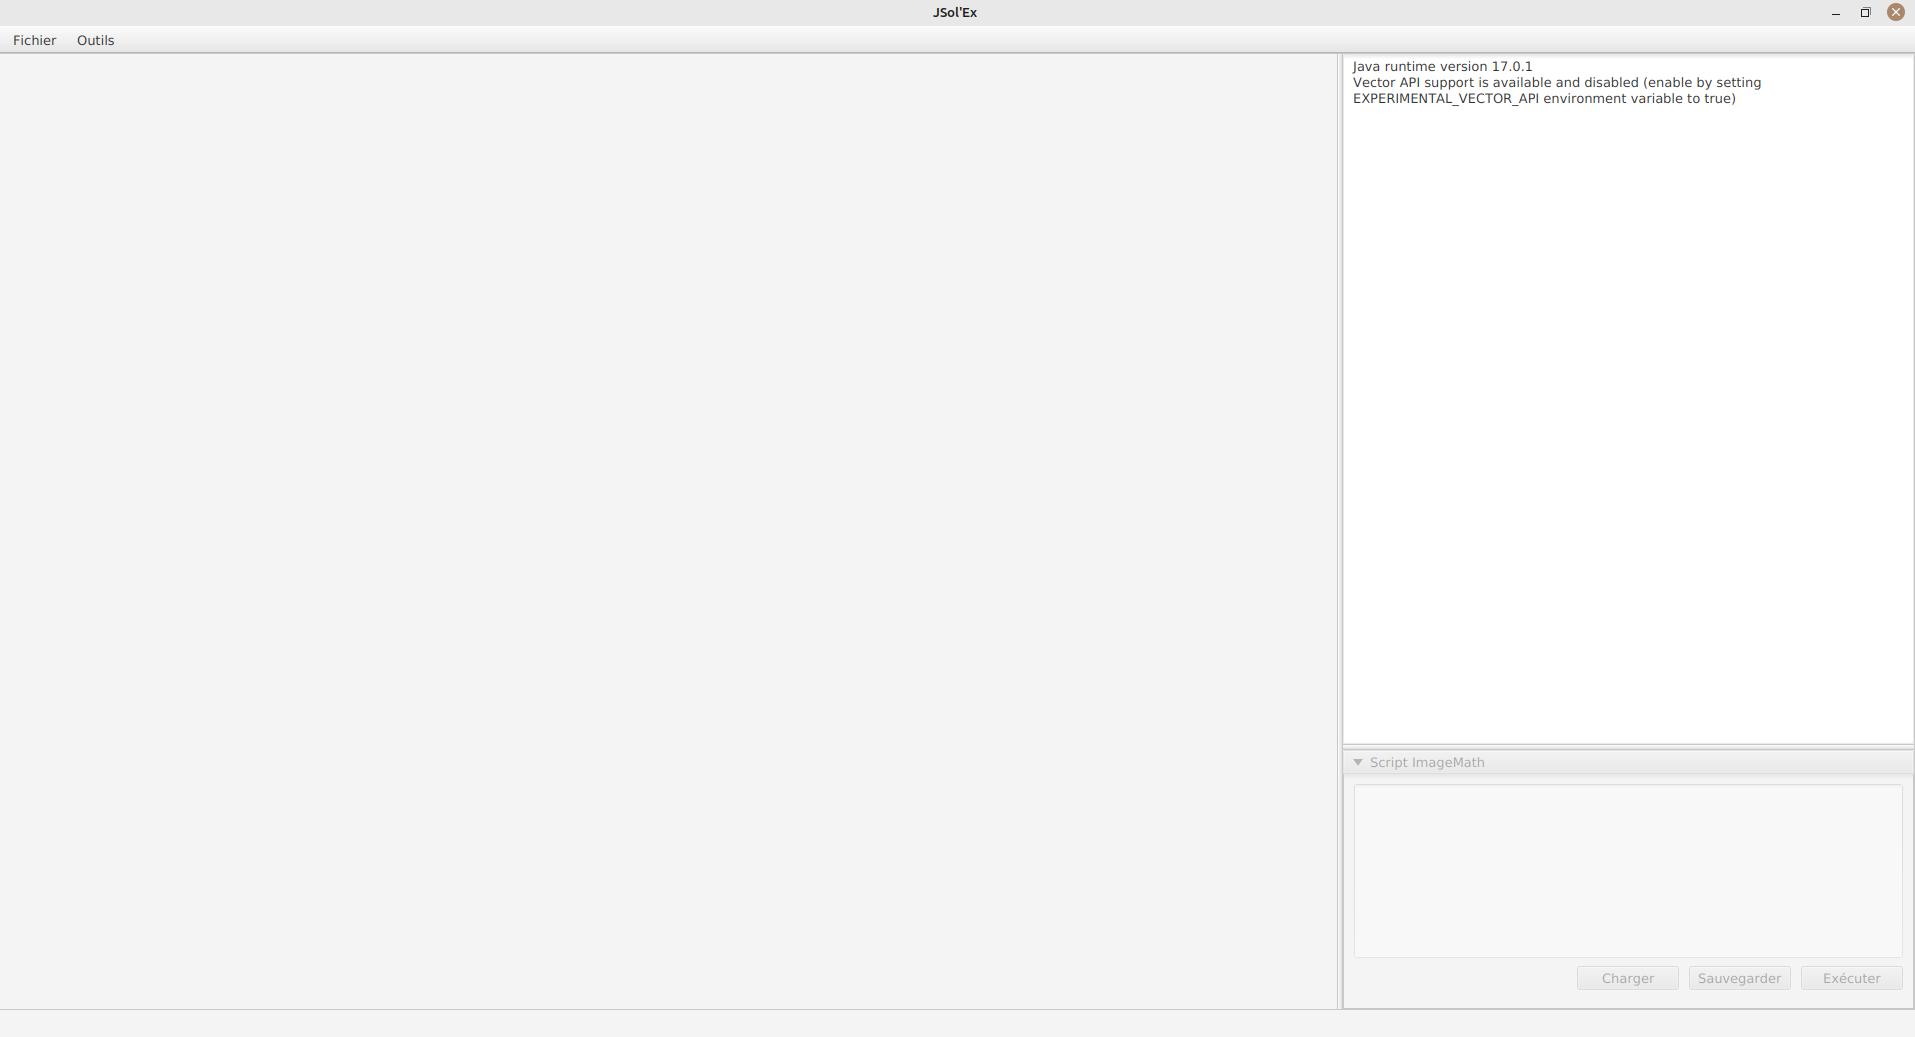 JSol'Ex
Fichier Outils
Java runtime version 17.0.1
Vector API support is available and disabled (enable by setting
EXPERIMENTAL_VECTOR_API environment variable to true)
Script ImageMath
Charger Sauvegarder Exécuter